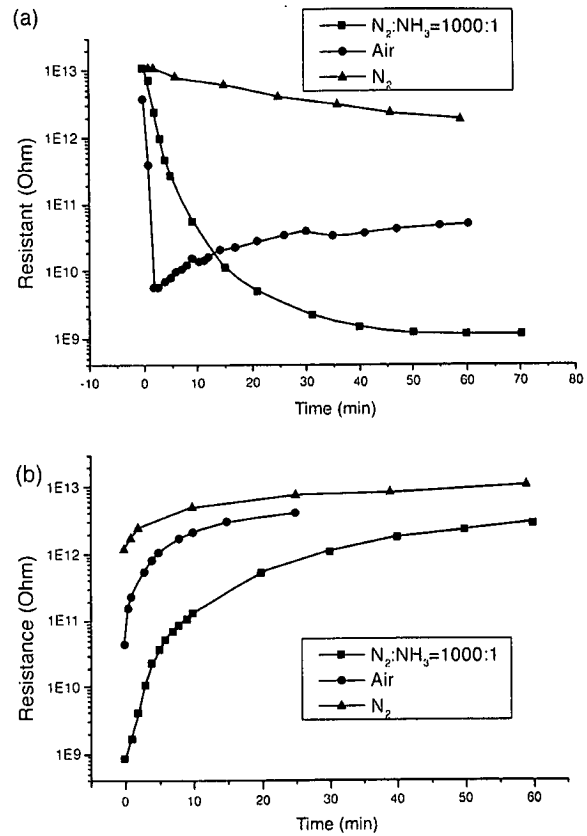 (a)
N₂:NH₃=1000:1
Air
N₂
1E13
1E12
1E11
1E10
1E9
Resistant (Ohm)
-10 0 10 20 30 40 50 60 70 80
Time (min)
(b)
1E13
1E12
1E11
1E10
1E9
Resistance (Ohm)
N₂:NH₃=1000:1
Air
N₂
0 10 20 30 40 50 60
Time (min)